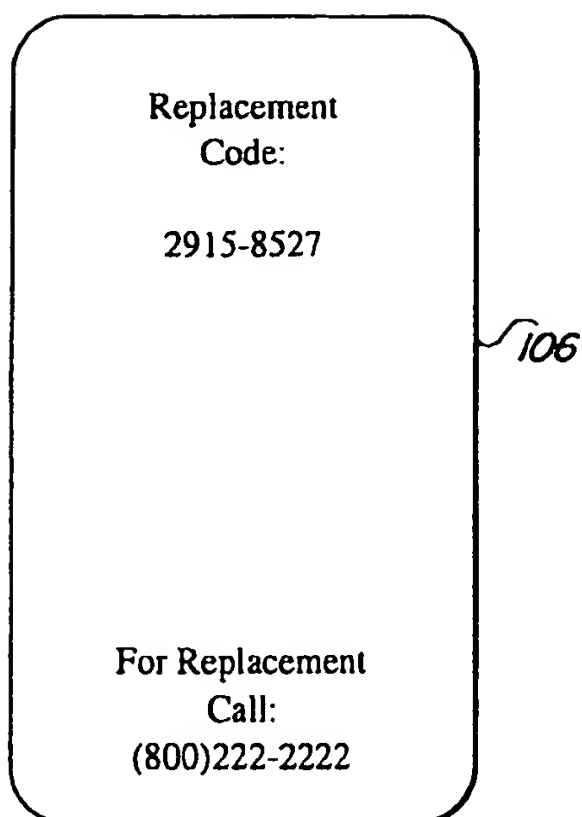 Replacement
Code:
2915-8527
106
For Replacement
Call:
(800)222-2222